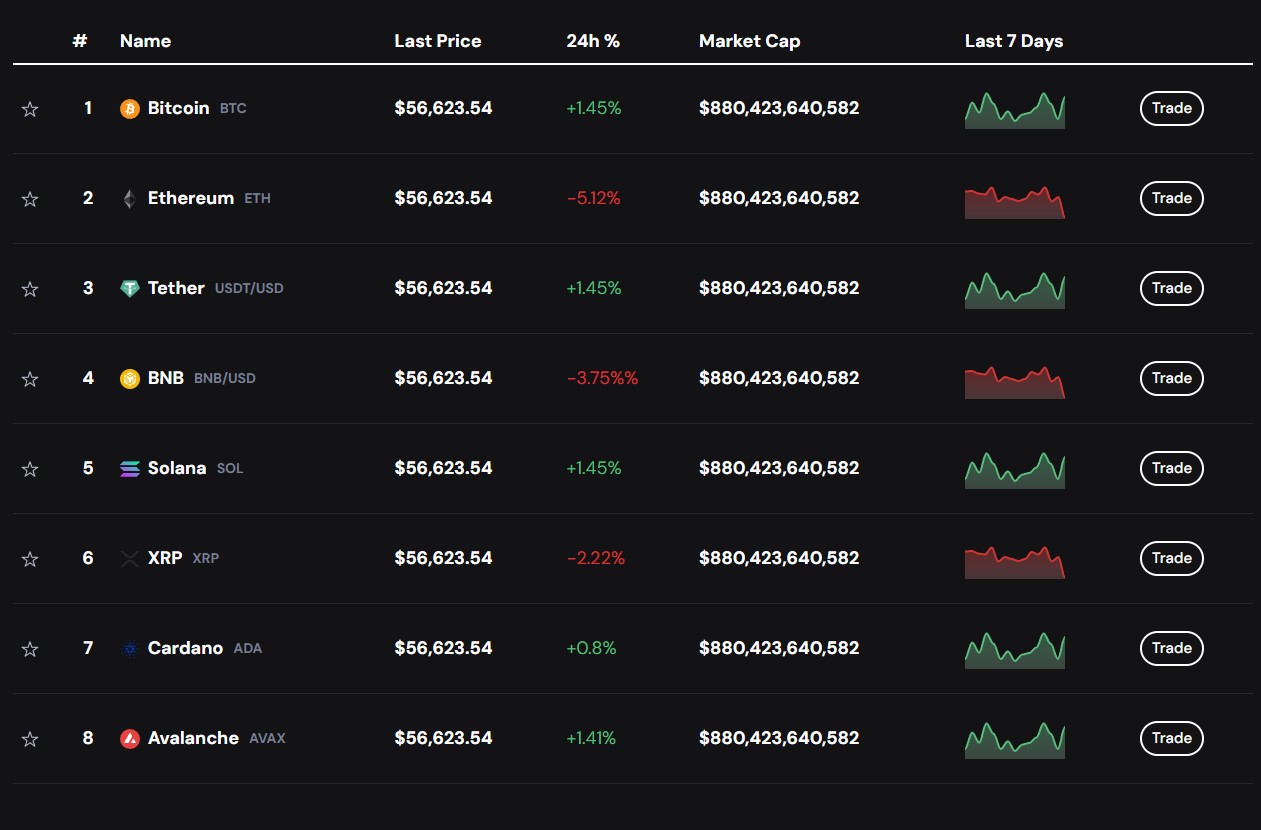 # Name Last Price 24h % Market Cap Last 7 Days
1 Bitcoin BTC $56,623.54 +1.45% $880,423,640,582 Trade
2 Ethereum ETH $56,623.54 −5.12% $880,423,640,582 Trade
3 Tether USDT/USD $56,623.54 +1.45% $880,423,640,582 Trade
4 BNB BNB/USD $56,623.54 −3.75%% $880,423,640,582 Trade
5 Solana SOL $56,623.54 +1.45% $880,423,640,582 Trade
6 XRP XRP $56,623.54 −2.22% $880,423,640,582 Trade
7 Cardano ADA $56,623.54 +0.8% $880,423,640,582 Trade
8 Avalanche AVAX $56,623.54 +1.41% $880,423,640,582 Trade